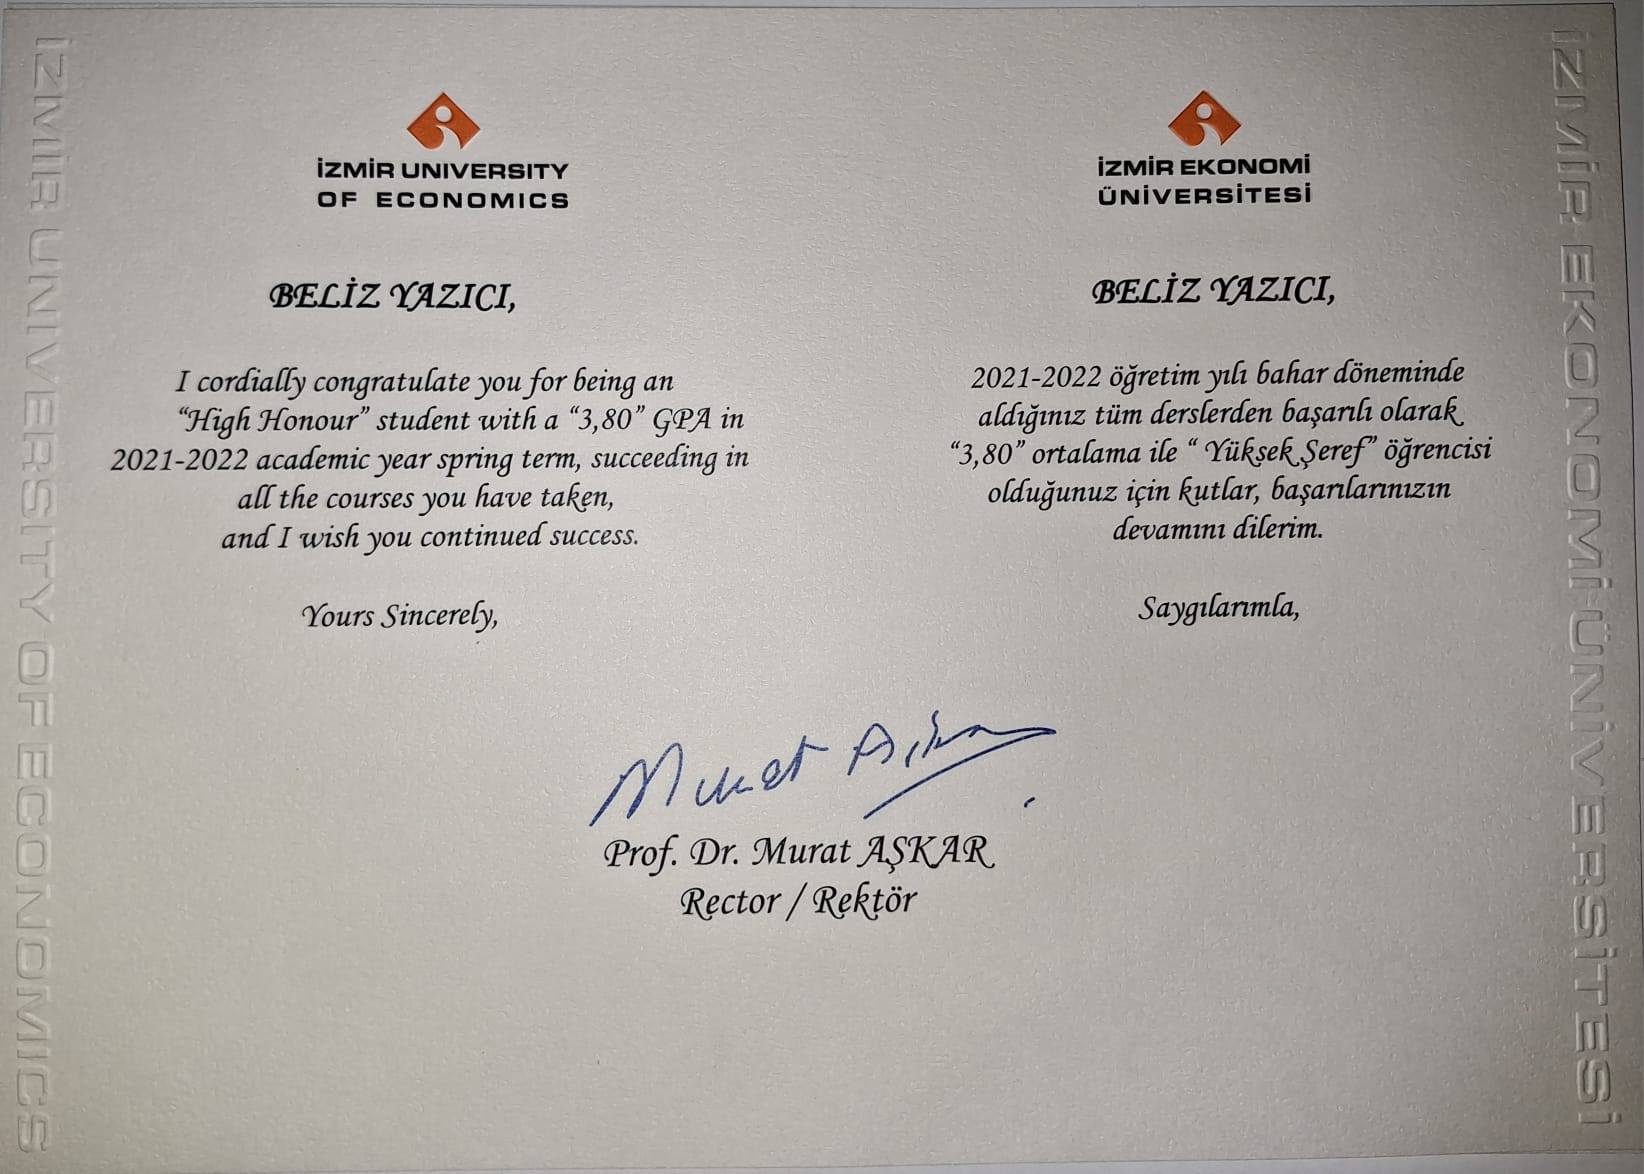 İZMİR UNIVERSITY
OF ECONOMICS
BELİZ YAZICI,
I cordially congratulate you for being an
“High Honour” student with a “3,80” GPA in
2021-2022 academic year spring term, succeeding in
all the courses you have taken,
and I wish you continued success.
Yours Sincerely,
İZMİR EKONOMİ
ÜNİVERSİTESİ
BELİZ YAZICI,
2021-2022 öğretim yılı bahar döneminde
aldığınız tüm derslerden başarılı olarak
“3,80” ortalama ile “ Yüksek Şeref” öğrencisi
olduğunuz için kutlar, başarılarınızın
devamını dilerim.
Saygılarımla,
Murat Aşkar
Prof. Dr. Murat AŞKAR
Rector / Rektör
İZMİR UNIVERSITY OF ECONOMICS
İZMİR EKONOMİ ÜNİVERSİTESİ